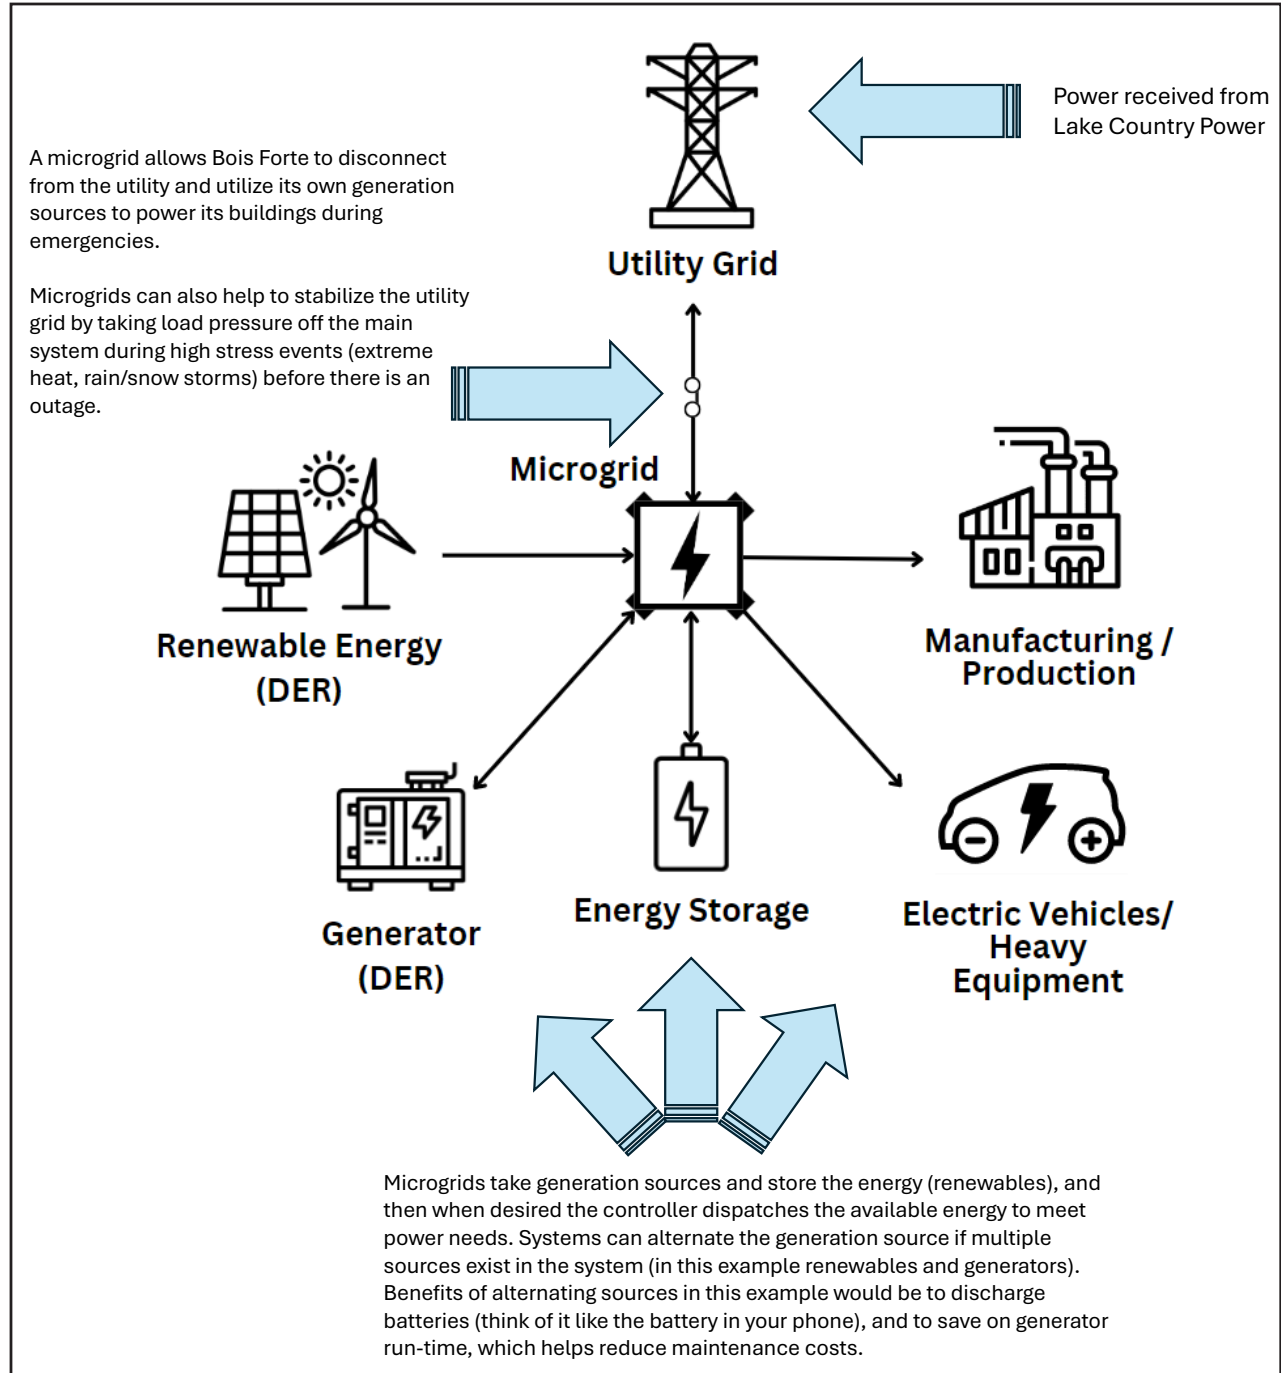 Power received from
Lake Country Power
A microgrid allows Bois Forte to disconnect
from the utility and utilize its own generation
sources to power its buildings during
emergencies.
Utility Grid
Microgrids can also help to stabilize the utility
grid by taking load pressure off the main
system during high stress events (extreme
heat, rain/snow storms) before there is an
outage.
Microgrid
Renewable Energy
(DER)
Manufacturing /
Production
Generator
(DER)
Energy Storage
Electric Vehicles/
Heavy
Equipment
Microgrids take generation sources and store the energy (renewables), and
then when desired the controller dispatches the available energy to meet
power needs. Systems can alternate the generation source if multiple
sources exist in the system (in this example renewables and generators).
Benefits of alternating sources in this example would be to discharge
batteries (think of it like the battery in your phone), and to save on generator
run-time, which helps reduce maintenance costs.